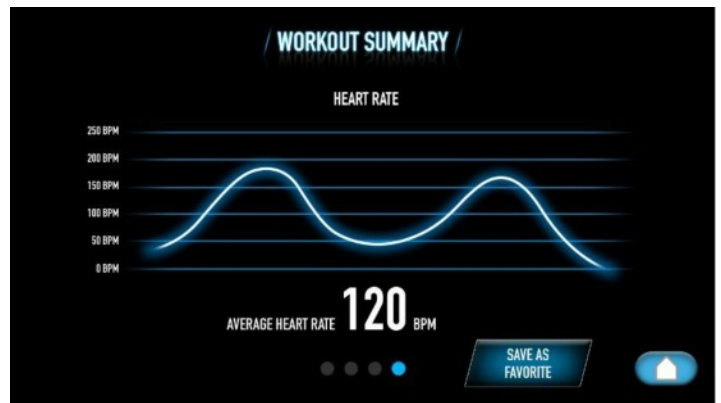 / WORKOUT SUMMARY /
HEART RATE
250 BPM
200 BPM
150 BPM
100 BPM
50 BPM
0 BPM
AVERAGE HEART RATE 120 BPM
SAVE AS
FAVORITE